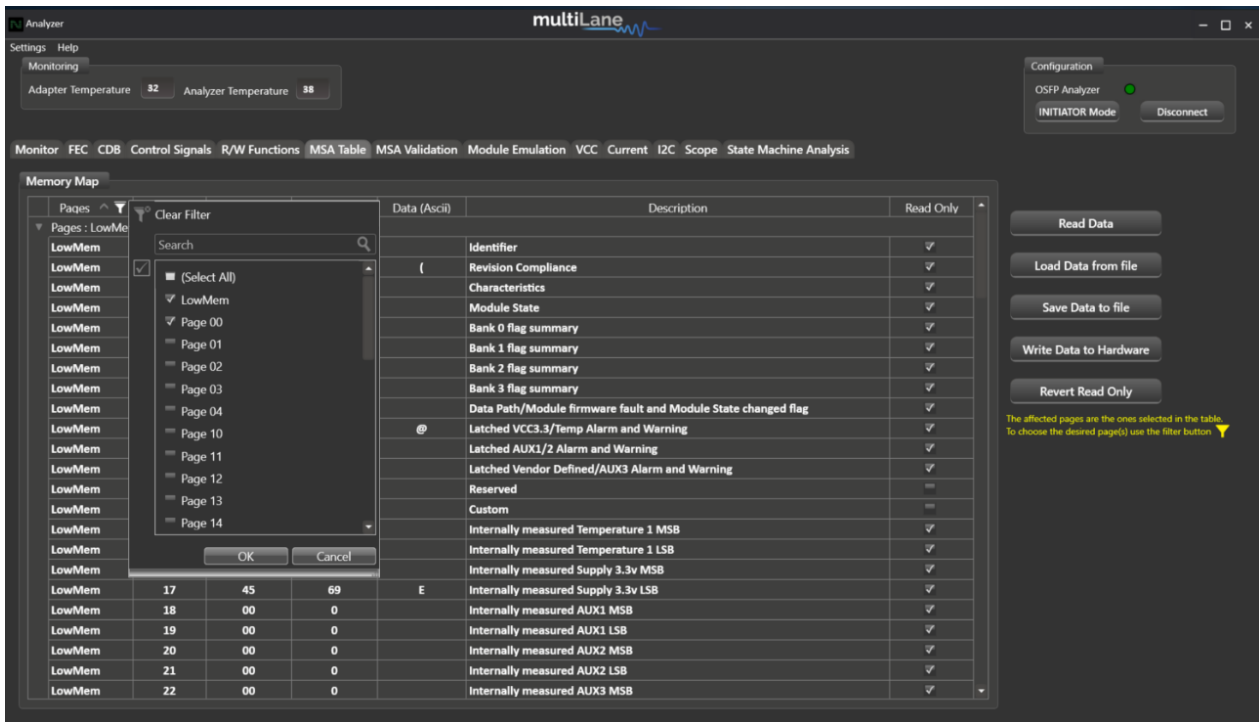 Analyzer
multiLane
Settings Help
Monitoring
Adapter Temperature 32 Analyzer Temperature 38
Configuration
OSFP Analyzer
INITIATOR Mode Disconnect
Monitor FEC CDB Control Signals R/W Functions MSA Table MSA Validation Module Emulation VCC Current I2C Scope State Machine Analysis
Memory Map
Pages Data (Ascii) Description Read Only
Pages : LowMe
Clear Filter
Search
(Select All)
LowMem
Page 00
Page 01
Page 02
Page 03
Page 04
Page 10
Page 11
Page 12
Page 13
Page 14
OK Cancel
LowMem Identifier
LowMem ( Revision Compliance
LowMem Characteristics
LowMem Module State
LowMem Bank 0 flag summary
LowMem Bank 1 flag summary
LowMem Bank 2 flag summary
LowMem Bank 3 flag summary
LowMem Data Path/Module firmware fault and Module State changed flag
LowMem @ Latched VCC3.3/Temp Alarm and Warning
LowMem Latched AUX1/2 Alarm and Warning
LowMem Latched Vendor Defined/AUX3 Alarm and Warning
LowMem Reserved
LowMem Custom
LowMem Internally measured Temperature 1 MSB
LowMem Internally measured Temperature 1 LSB
LowMem Internally measured Supply 3.3v MSB
LowMem 17 45 69 E Internally measured Supply 3.3v LSB
LowMem 18 00 0 Internally measured AUX1 MSB
LowMem 19 00 0 Internally measured AUX1 LSB
LowMem 20 00 0 Internally measured AUX2 MSB
LowMem 21 00 0 Internally measured AUX2 LSB
LowMem 22 00 0 Internally measured AUX3 MSB
Read Data
Load Data from file
Save Data to file
Write Data to Hardware
Revert Read Only
The affected pages are the ones selected in the table.
To choose the desired page(s) use the filter button